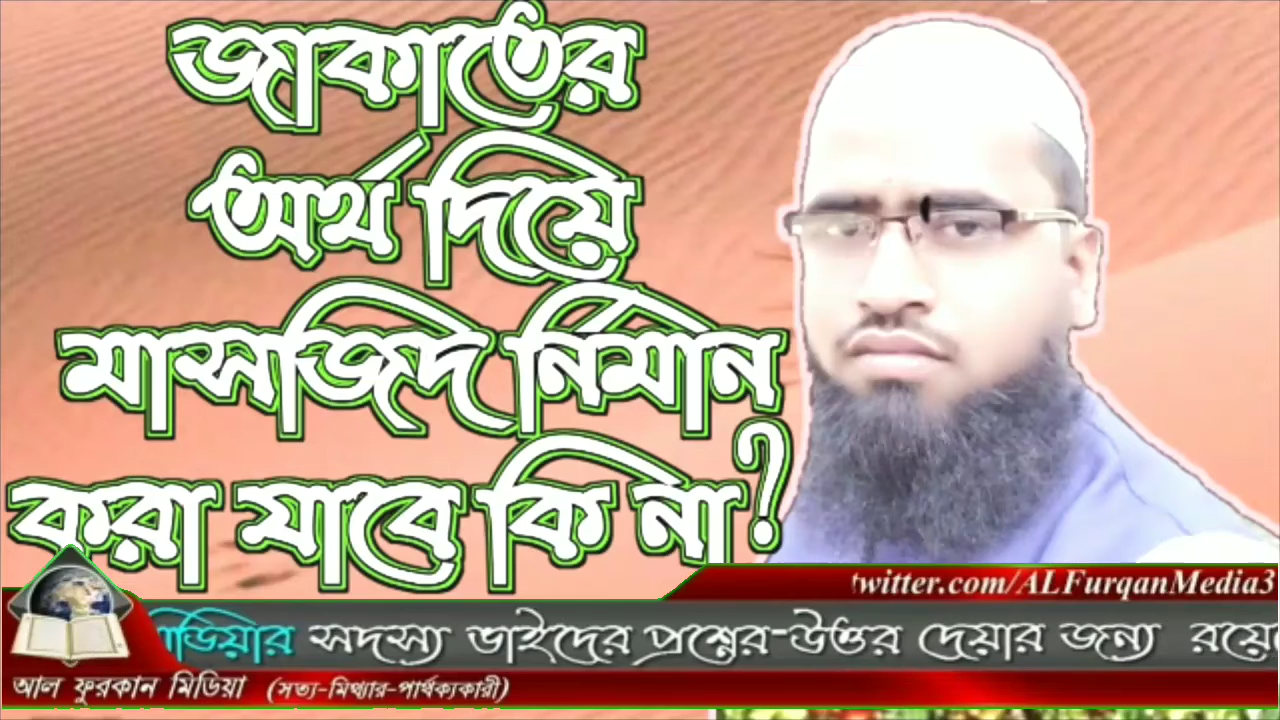 জাকাতের
অর্থ দিয়ে
মাসজিদ নির্মান
করা যাবে কি না?
twitter.com/ALFurqanMedia3
সদস্য ভাইদের প্রশ্নের-উত্তর দেয়ার জন্য
আল ফুরকান মিডিয়া (সত্য-মিথ্যার-পার্থক্যকারী)